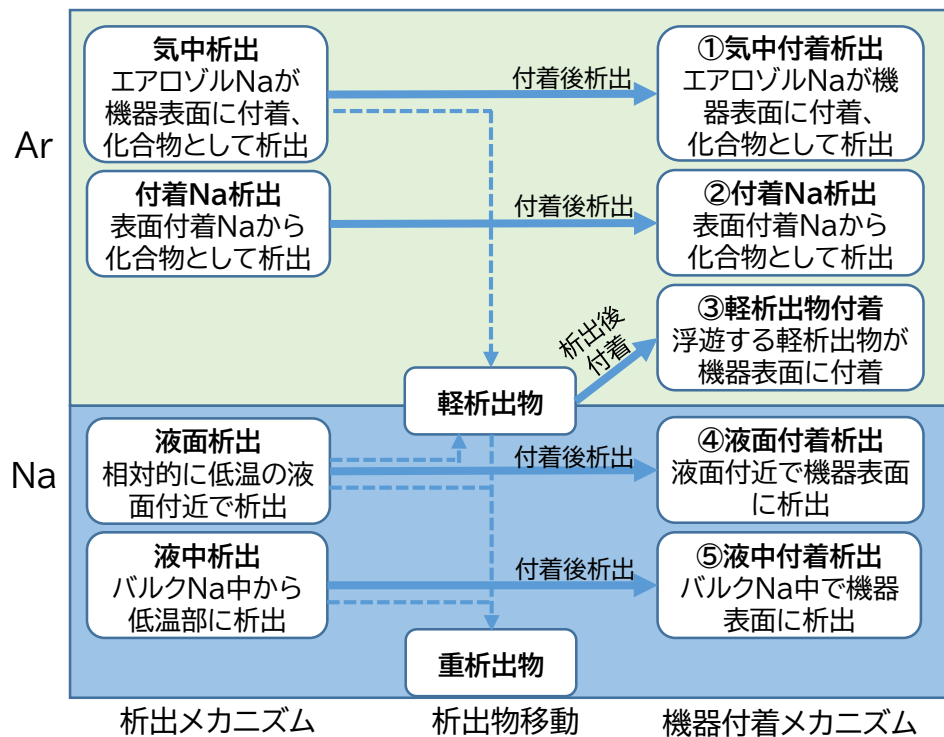 Ar
気中析出
エアロゾルNaが
機器表面に付着、
化合物として析出
付着後析出
①気中付着析出
エアロゾルNaが機
器表面に付着、
化合物として析出
付着Na析出
表面付着Naから
化合物として析出
付着後析出
②付着Na析出
表面付着Naから
化合物として析出
析出後
付着
③軽析出物付着
浮遊する軽析出物が
機器表面に付着
軽析出物
Na
液面析出
相対的に低温の液
面付近で析出
付着後析出
④液面付着析出
液面付近で機器表面
に析出
液中析出
バルクNa中から
低温部に析出
付着後析出
⑤液中付着析出
バルクNa中で機器
表面に析出
重析出物
析出メカニズム
析出物移動
機器付着メカニズム